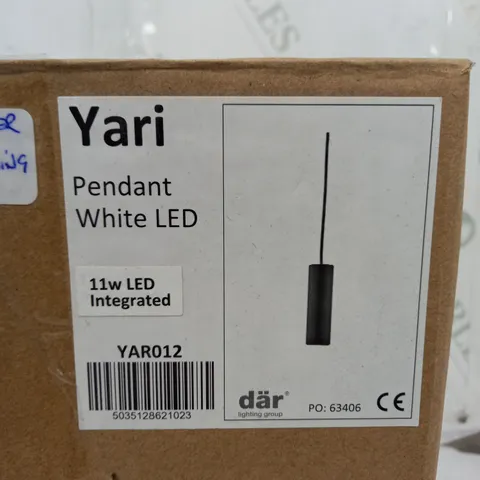 Yari
Pendant
White LED
11w LED
Integrated
YAR012
5035128621023
där®
lighting group
PO: 63406
CE